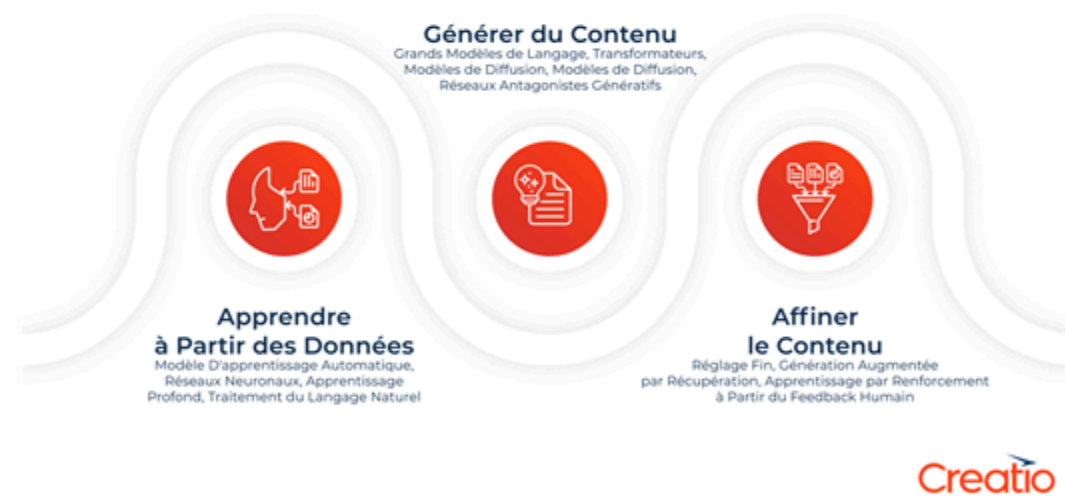 Générer du Contenu
Grands Modèles de Langage, Transformateurs,
Modèles de Diffusion, Modèles de Diffusion,
Réseaux Antagonistes Génératifs
Apprendre
à Partir des Données
Modèle D'apprentissage Automatique,
Réseaux Neuronaux, Apprentissage
Profond, Traitement du Langage Naturel
Affiner
le Contenu
Réglage Fin, Génération Augmentée
par Récupération, Apprentissage par Renforcement
à Partir du Feedback Humain
Creatio